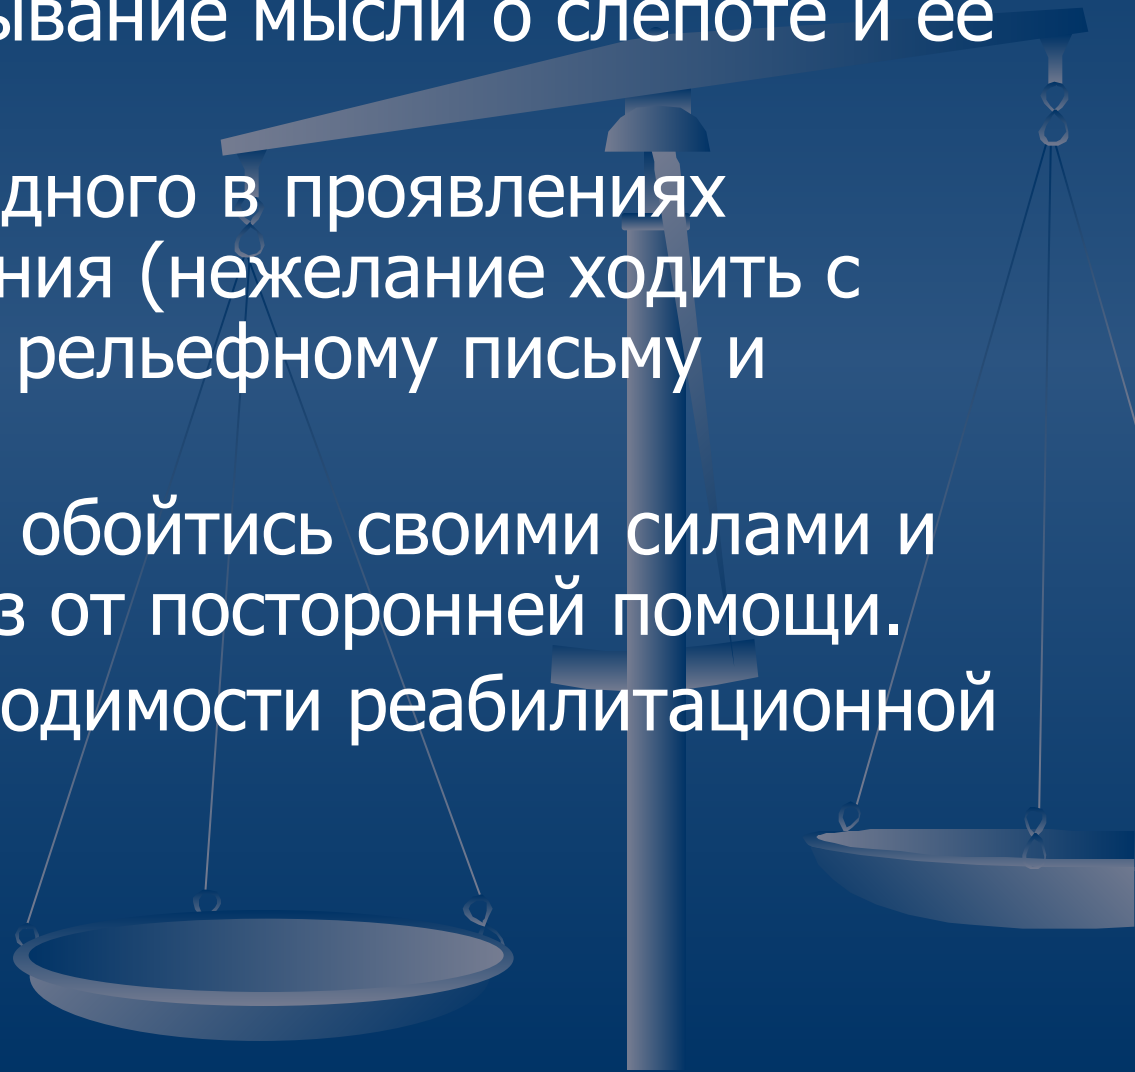 ывание мысли о слепоте и ее
дного в проявлениях
ния (нежелание ходить с
рельефному письму и
обойтись своими силами и
з от посторонней помощи.
одимости реабилитационной